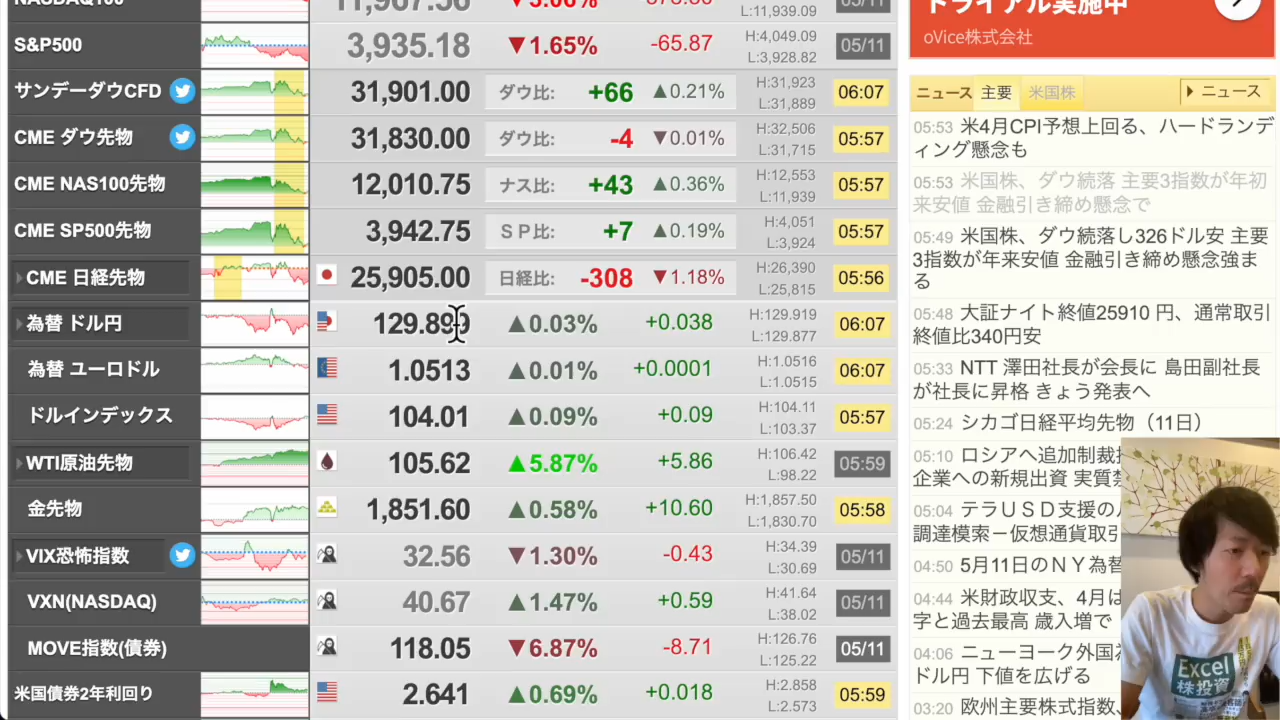 NASDAQ100 11,967.56 ▼3.06% L:11,939.09 05/11
S&P500 3,935.18 ▼1.65% -65.87 H:4,049.09 L:3,928.82 05/11
サンデーダウCFD 31,901.00 ダウ比: +66 ▲0.21% H:31,923 L:31,889 06:07
CME ダウ先物 31,830.00 ダウ比: -4 ▼0.01% H:32,506 L:31,715 05:57
CME NAS100先物 12,010.75 ナス比: +43 ▲0.36% H:12,553 L:11,939 05:57
CME SP500先物 3,942.75 SP比: +7 ▲0.19% H:4,051 L:3,924 05:57
CME 日経先物 25,905.00 日経比: -308 ▼1.18% H:26,390 L:25,815 05:56
為替 ドル円 129.899 ▲0.03% +0.038 H:129.919 L:129.877 06:07
為替 ユーロドル 1.0513 ▲0.01% +0.0001 H:1.0516 L:1.0515 06:07
ドルインデックス 104.01 ▲0.09% +0.09 H:104.11 L:103.37 05:57
WTI原油先物 105.62 ▲5.87% +5.86 H:106.42 L:98.22 05:59
金先物 1,851.60 ▲0.58% +10.60 H:1,857.50 L:1,830.70 05:58
VIX恐怖指数 32.56 ▼1.30% -0.43 H:34.39 L:30.69 05/11
VXN(NASDAQ) 40.67 ▲1.47% +0.59 H:41.64 L:38.02 05/11
MOVE指数(債券) 118.05 ▼6.87% -8.71 H:126.76 L:125.22 05/11
米国債券2年利回り 2.641 ▲0.69% +0.018 H:2.858 L:2.573 05:59
トライアル実施中
oVice株式会社
ニュース 主要 米国株 ニュース
05:53 米4月CPI予想上回る、ハードランデ
ィング懸念も
05:53 米国株、ダウ続落 主要3指数が年初
来安値 金融引き締め懸念で
05:49 米国株、ダウ続落し326ドル安 主要
3指数が年来安値 金融引き締め懸念強ま
る
05:48 大証ナイト終値25910 円、通常取引
終値比340円安
05:33 NTT 澤田社長が会長に 島田副社長
が社長に昇格 きょう発表へ
05:24 シカゴ日経平均先物（11日）
05:10 ロシアへ追加制裁
企業への新規出資 実質禁
05:04 テラＵＳＤ支援の
調達模索－仮想通貨取引
04:50 5月11日のＮＹ為替
04:44 米財政収支、4月は
字と過去最高 歳入増で
04:06 ニューヨーク外国
ドル円 下値を広げる
03:20 欧州主要株式指数、
Excel
株投資